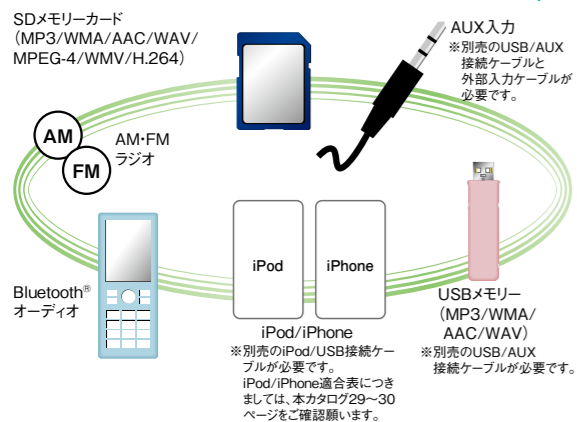 SDメモリーカード
（MP3/WMA/AAC/WAV/
MPEG-4/WMV/H.264）
AUX入力
※別売のUSB/AUX
接続ケーブルと
外部入力ケーブルが
必要です。
AM
FM
AM・FM
ラジオ
Bluetooth®
オーディオ
iPod
iPhone
iPod/iPhone
※別売のiPod/USB接続ケー
ブルが必要です。
iPod/iPhone適合表につき
ましては、本カタログ29〜30
ページをご確認願います。
USBメモリー
（MP3/WMA/
AAC/WAV）
※別売のUSB/AUX
接続ケーブルが必要です。